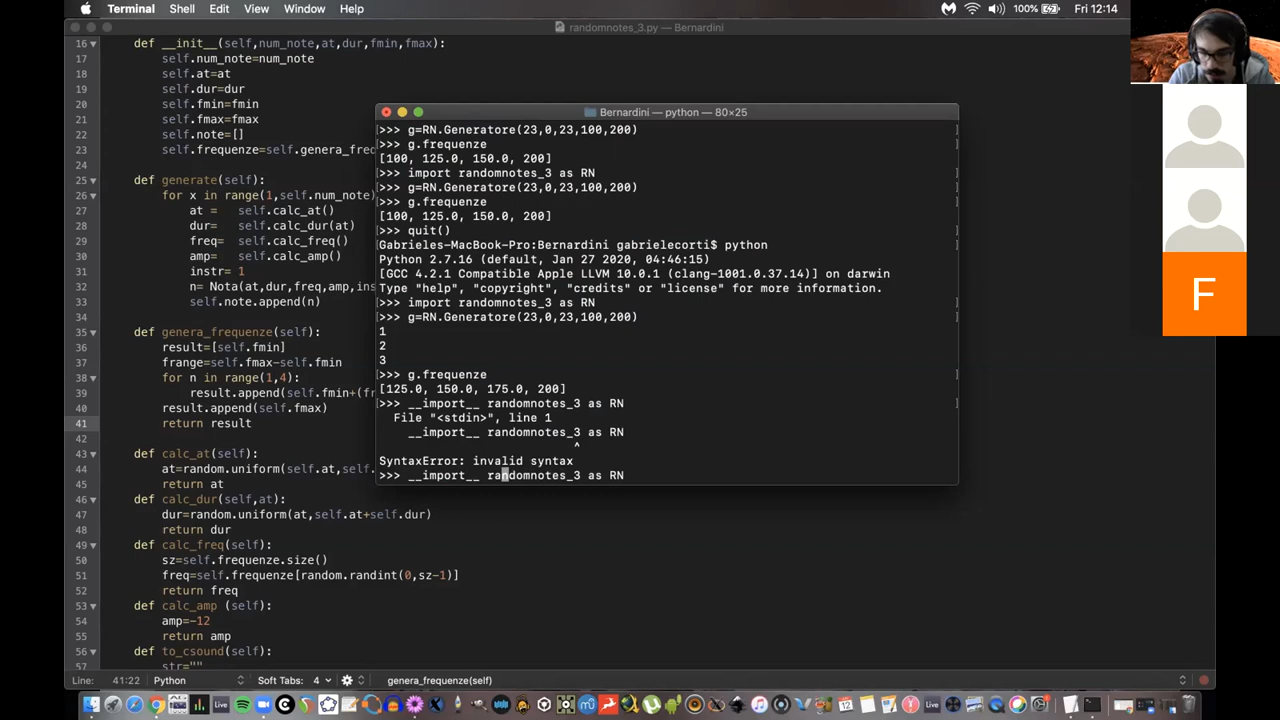 Terminal Shell Edit View Window Help 100% Fri 12:14
randomnotes_3.py — Bernardini
16 def __init__(self,num_note,at,dur,fmin,fmax):
17 self.num_note=num_note
18 self.at=at
19 self.dur=dur
20 self.fmin=fmin
21 self.fmax=fmax
22 self.note=[]
23 self.frequenze=self.genera_freq
24
25 def generate(self):
26 for x in range(1,self.num_note)
27 at = self.calc_at()
28 dur= self.calc_dur(at)
29 freq= self.calc_freq()
30 amp= self.calc_amp()
31 instr= 1
32 n= Nota(at,dur,freq,amp,ins
33 self.note.append(n)
34
35 def genera_frequenze(self):
36 result=[self.fmin]
37 frange=self.fmax-self.fmin
38 for n in range(1,4):
39 result.append(self.fmin+(fr
40 result.append(self.fmax)
41 return result
42
43 def calc_at(self):
44 at=random.uniform(self.at,self.
45 return at
46 def calc_dur(self,at):
47 dur=random.uniform(at,self.at+self.dur)
48 return dur
49 def calc_freq(self):
50 sz=self.frequenze.size()
51 freq=self.frequenze[random.randint(0,sz-1)]
52 return freq
53 def calc_amp (self):
54 amp=-12
55 return amp
56 def to_csound(self):
57 str=""
Line: 41:22 Python Soft Tabs: 4 genera_frequenze(self)
Bernardini — python — 80×25
>>> g=RN.Generatore(23,0,23,100,200)
>>> g.frequenze
[100, 125.0, 150.0, 200]
>>> import randomnotes_3 as RN
>>> g=RN.Generatore(23,0,23,100,200)
>>> g.frequenze
[100, 125.0, 150.0, 200]
>>> quit()
Gabrieles-MacBook-Pro:Bernardini gabrielecorti$ python
Python 2.7.16 (default, Jan 27 2020, 04:46:15)
[GCC 4.2.1 Compatible Apple LLVM 10.0.1 (clang-1001.0.37.14)] on darwin
Type "help", "copyright", "credits" or "license" for more information.
>>> import randomnotes_3 as RN
>>> g=RN.Generatore(23,0,23,100,200)
1
2
3
>>> g.frequenze
[125.0, 150.0, 175.0, 200]
>>> __import__ randomnotes_3 as RN
File "<stdin>", line 1
__import__ randomnotes_3 as RN
^
SyntaxError: invalid syntax
>>> __import__ randomnotes_3 as RN
F